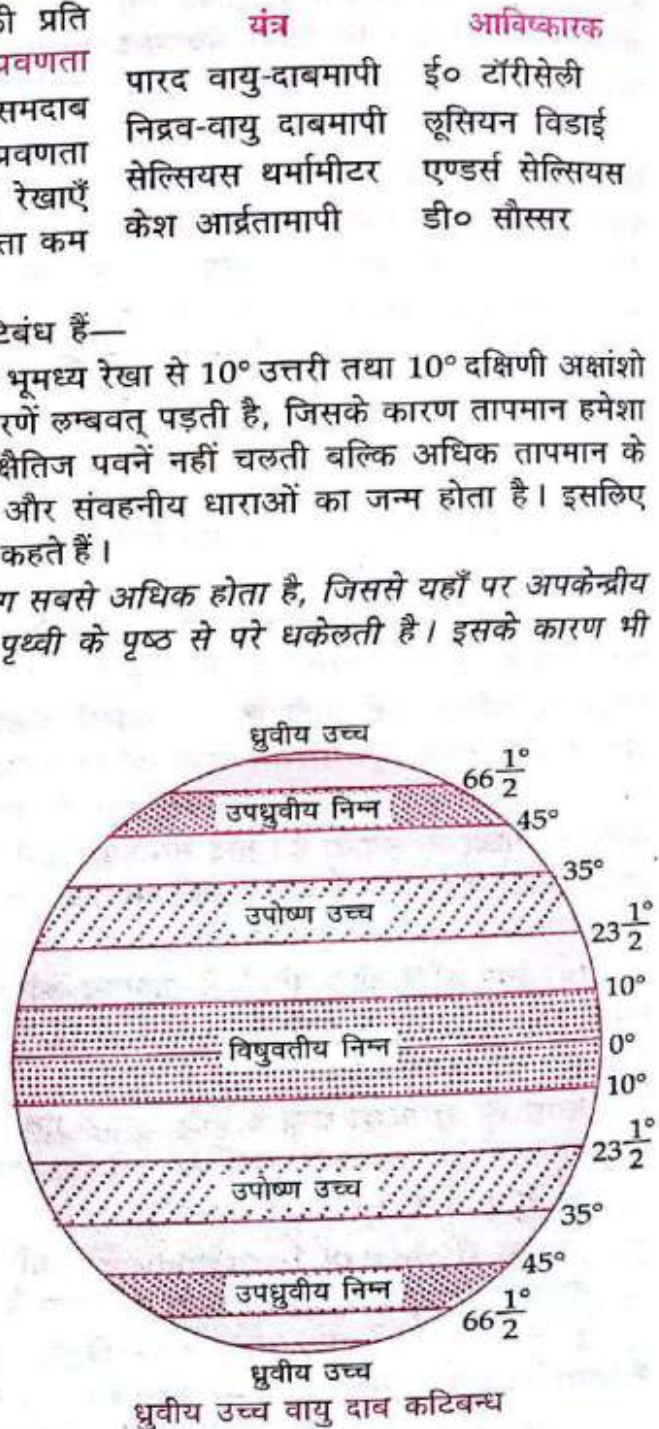 की प्रति
प्रवणता
समदाब
प्रवणता
रेखाएँ
ता कम
यंत्र आविष्कारक
पारद वायु-दाबमापी ई० टॉरीसेली
निद्रव-वायु दाबमापी लूसियन विडाई
सेल्सियस थर्मामीटर एण्डर्स सेल्सियस
केश आर्द्रतामापी डी० सौस्सर
टिबंध हैं—
भूमध्य रेखा से 10° उत्तरी तथा 10° दक्षिणी अक्षांशो
रणें लम्बवत् पड़ती है, जिसके कारण तापमान हमेशा
क्षैतिज पवनें नहीं चलती बल्कि अधिक तापमान के
और संवहनीय धाराओं का जन्म होता है। इसलिए
कहते हैं।
ग सबसे अधिक होता है, जिससे यहाँ पर अपकेन्द्रीय
पृथ्वी के पृष्ठ से परे धकेलती है। इसके कारण भी
ध्रुवीय उच्च
66 1/2°
उपध्रुवीय निम्न
45°
35°
उपोष्ण उच्च
23 1/2°
10°
विषुवतीय निम्न
0°
10°
23 1/2°
उपोष्ण उच्च
35°
45°
उपध्रुवीय निम्न
66 1/2°
ध्रुवीय उच्च
ध्रुवीय उच्च वायु दाब कटिबन्ध